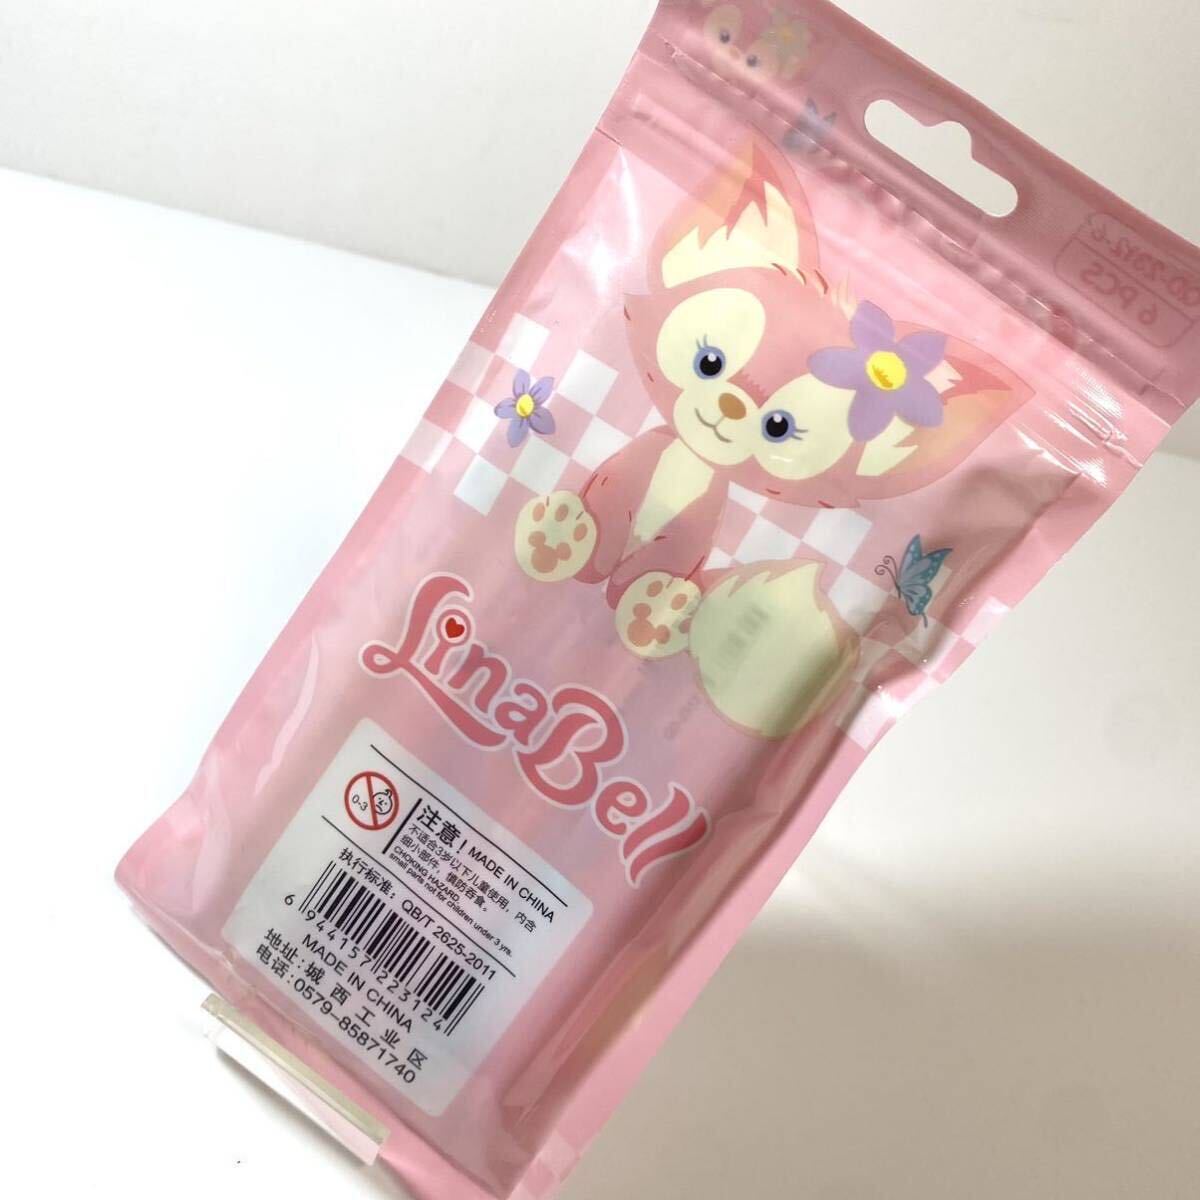 LinaBell
0-3
注意! MADE IN CHINA
不适合3岁以下儿童使用,内含
细小部件,慎防吞食。
CHOKING HAZARD.
small parts not for children under 3 yrs.
执行标准: QB/T 2625-2011
6 944157 223124
MADE IN CHINA
地址:城西工业区
电话:0579-85871740
6 PCS